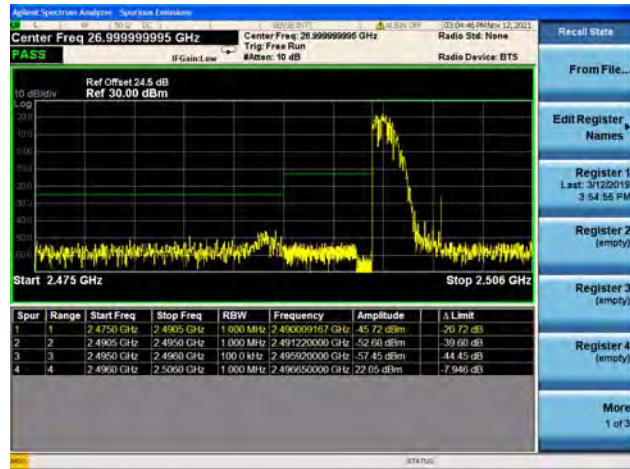 Agilent Spectrum Analyzer Spurious Emissions
RF 50 Ω DC SENSE:INT ALIGN OFF 03:04:46 PM Nov 12, 2021
Center Freq 26.999999995 GHz
Center Freq: 26.999999995 GHz
Radio Std: None
Trig: Free Run
PASS
IFGain:Low
#Atten: 10 dB
Radio Device: BTS
Ref Offset 24.5 dB
10 dB/div Ref 30.00 dBm
Log
Start 2.475 GHz
Stop 2.506 GHz
Spur Range Start Freq Stop Freq RBW Frequency Amplitude Δ Limit
1 1 2.4750 GHz 2.4905 GHz 1.000 MHz 2.490009167 GHz -45.72 dBm -20.72 dB
2 2 2.4905 GHz 2.4950 GHz 1.000 MHz 2.491220000 GHz -52.60 dBm -39.60 dB
3 3 2.4950 GHz 2.4960 GHz 100.0 kHz 2.495920000 GHz -57.45 dBm -44.45 dB
4 4 2.4960 GHz 2.5060 GHz 1.000 MHz 2.496650000 GHz 22.05 dBm -7.946 dB
MSG
STATUS
Recall State
From File...
Edit Register
Names
Register 1
Last: 3/12/2019
3:54:55 PM
Register 2
(empty)
Register 3
(empty)
Register 4
(empty)
More
1 of 3